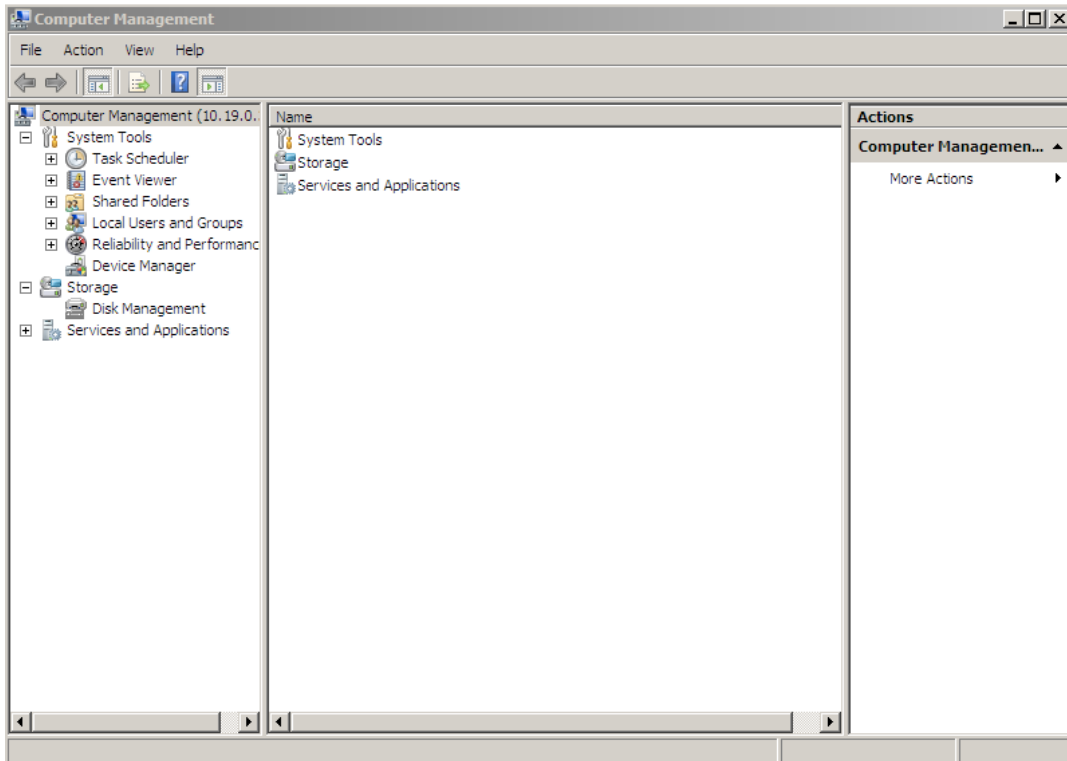 Computer Management
File Action View Help
Computer Management (10.19.0.
System Tools
Task Scheduler
Event Viewer
Shared Folders
Local Users and Groups
Reliability and Performanc
Device Manager
Storage
Disk Management
Services and Applications
Name
System Tools
Storage
Services and Applications
Actions
Computer Managemen...
More Actions